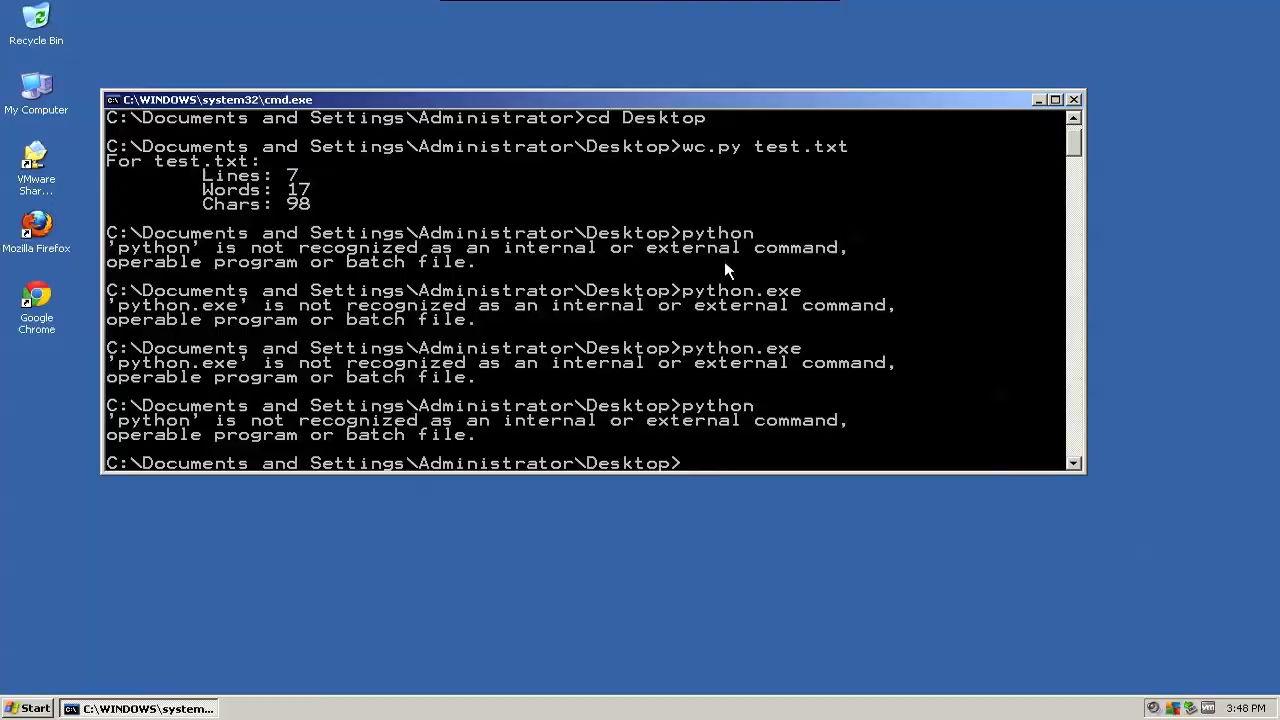 Recycle Bin
My Computer
VMware
Shar...
Mozilla Firefox
Google
Chrome
C:\WINDOWS\system32\cmd.exe
C:\Documents and Settings\Administrator>cd Desktop
C:\Documents and Settings\Administrator\Desktop>wc.py test.txt
For test.txt:
Lines: 7
Words: 17
Chars: 98
C:\Documents and Settings\Administrator\Desktop>python
'python' is not recognized as an internal or external command,
operable program or batch file.
C:\Documents and Settings\Administrator\Desktop>python.exe
'python.exe' is not recognized as an internal or external command,
operable program or batch file.
C:\Documents and Settings\Administrator\Desktop>python.exe
'python.exe' is not recognized as an internal or external command,
operable program or batch file.
C:\Documents and Settings\Administrator\Desktop>python
'python' is not recognized as an internal or external command,
operable program or batch file.
C:\Documents and Settings\Administrator\Desktop>
Start
C:\WINDOWS\system...
3:48 PM